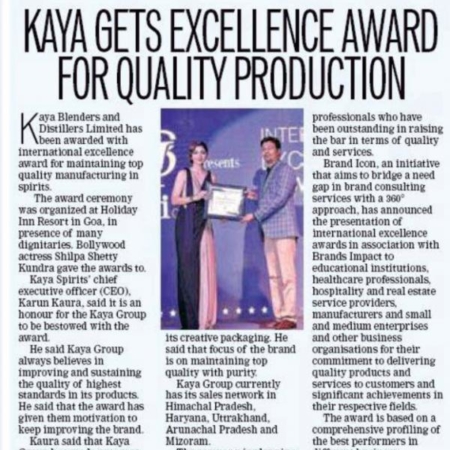 KAYA GETS EXCELLENCE AWARD
FOR QUALITY PRODUCTION
Kaya Blenders and
Distillers Limited has
been awarded with
international excellence
award for maintaining top
quality manufacturing in
spirits.
The award ceremony
was organized at Holiday
Inn Resort in Goa, in
presence of many
dignitaries. Bollywood
actress Shilpa Shetty
Kundra gave the awards to.
Kaya Spirits' chief
executive officer (CEO),
Karun Kaura, said it is an
honour for the Kaya Group
to be bestowed with the
award.
He said Kaya Group
always believes in
improving and sustaining
the quality of highest
standards in its products.
He said that the award has
given them motivation to
keep improving the brand.
Kaura said that Kaya
resents
INTE
its creative packaging. He
said that focus of the brand
is on maintaining top
quality with purity.
Kaya Group currently
has its sales network in
Himachal Pradesh,
Haryana, Uttrakhand,
Arunachal Pradesh and
Mizoram.
professionals who have
been outstanding in raising
the bar in terms of quality
and services.
Brand Icon, an initiative
that aims to bridge a need
gap in brand consulting
services with a 360°
approach, has announced
the presentation of
international excellence
awards in association with
Brands Impact to
educational institutions,
healthcare professionals,
hospitality and real estate
service providers,
manufacturers and small
and medium enterprises
and other business
organisations for their
commitment to delivering
quality products and
services to customers and
significant achievements in
their respective fields.
The award is based on a
comprehensive profiling of
the best performers in